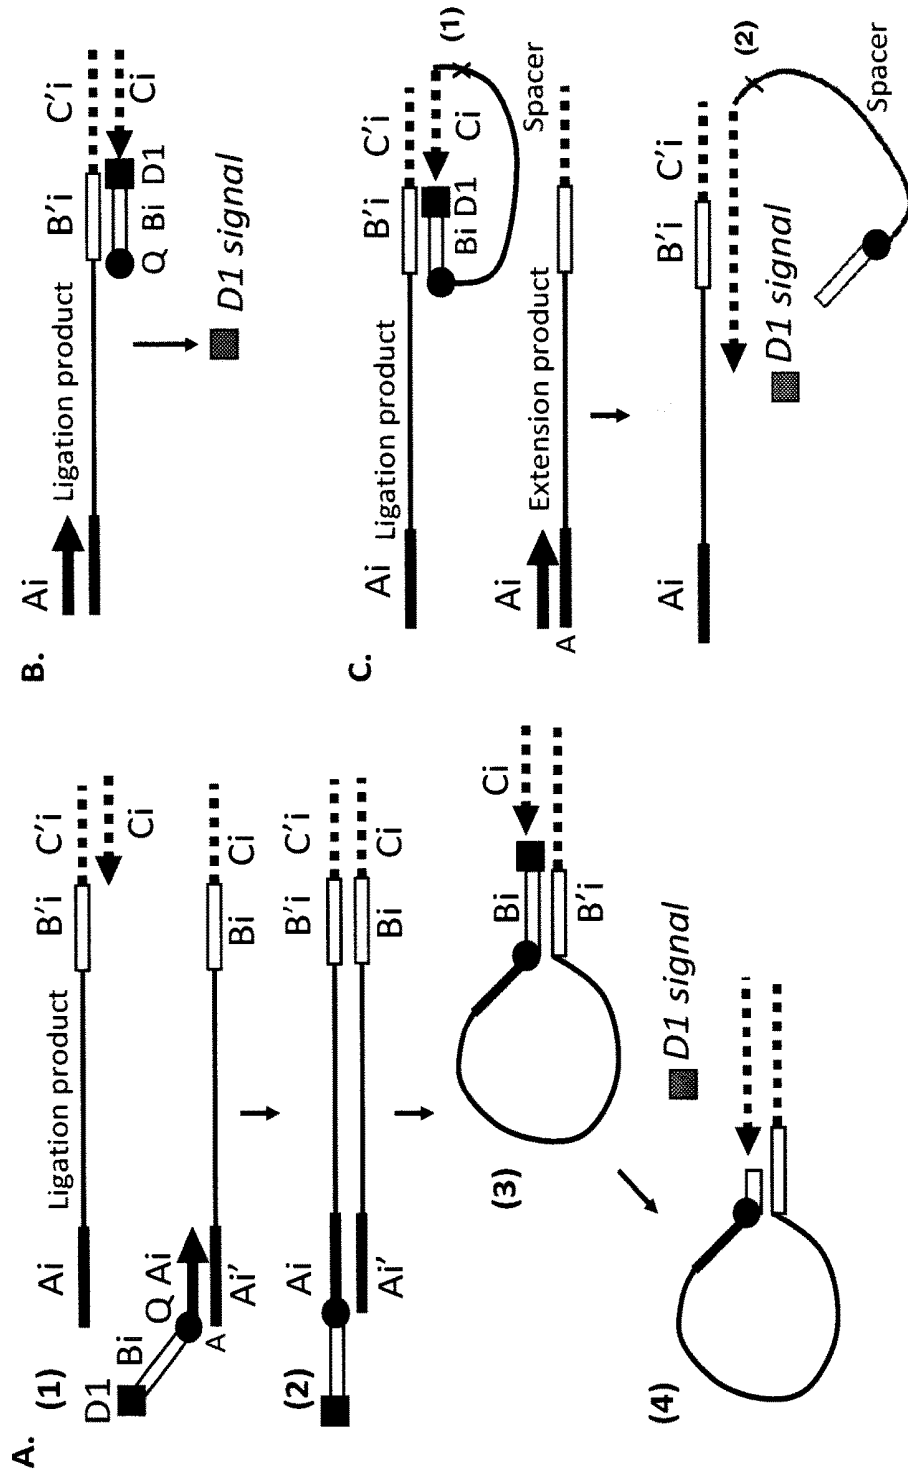 A.
(1)
Ai
Ligation product
B'i
C'i
Ci
D1
Bi
Q
Ai
A
Ai'
Bi
Ci
(2)
Ai
B'i
C'i
Ai'
Bi
Ci
(3)
Bi
Ci
B'i
(4)
D1 signal
B.
Ai
Ligation product
B'i
C'i
Q
Bi
D1
Ci
D1 signal
C.
Ai
Ligation product
B'i
C'i
Bi
D1
Ci
(1)
Spacer
Ai
A
Extension product
Ai
B'i
C'i
(2)
D1 signal
Spacer